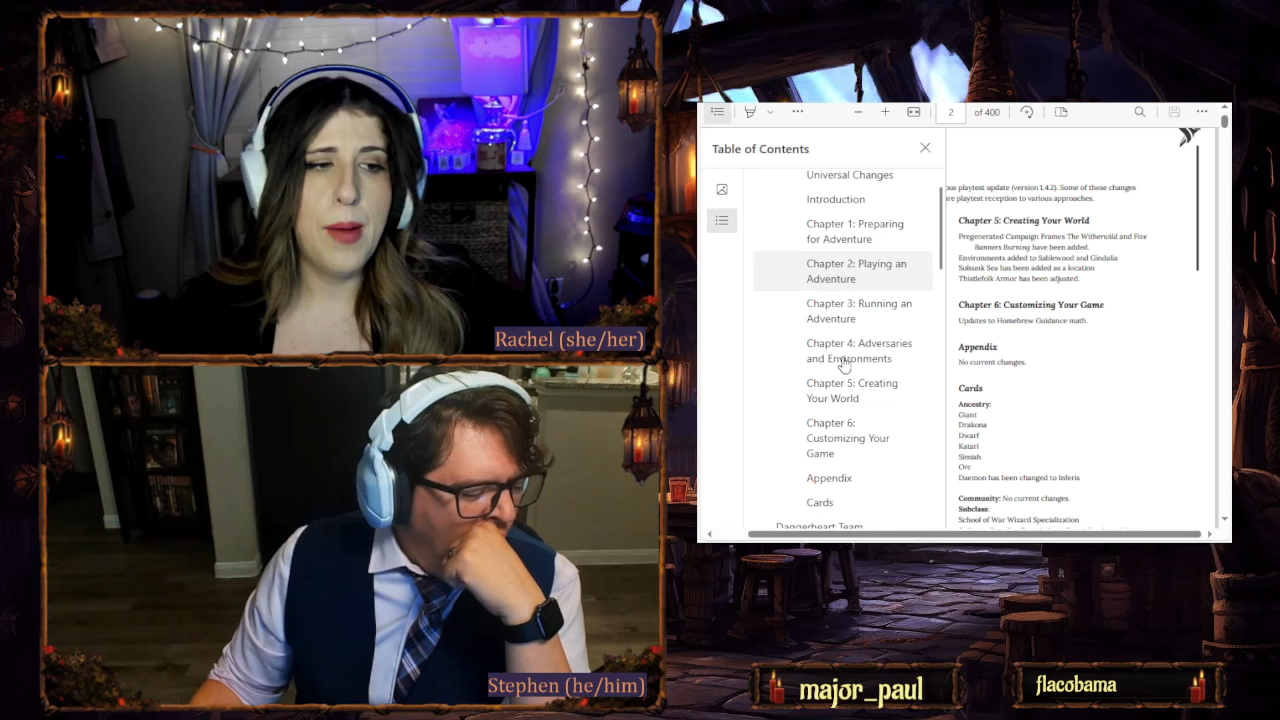 Rachel (she/her)
Stephen (he/him)
2 of 400
Table of Contents
Universal Changes
Introduction
Chapter 1: Preparing
for Adventure
Chapter 2: Playing an
Adventure
Chapter 3: Running an
Adventure
Chapter 4: Adversaries
and Environments
Chapter 5: Creating
Your World
Chapter 6:
Customizing Your
Game
Appendix
Cards
Daggerheart Team
us playtest update (version 1.4.2). Some of these changes
re playtest reception to various approaches.
Chapter 5: Creating Your World
Pregenerated Campaign Frames The Witherwild and Five
Banners Burning have been added.
Environments added to Sablewood and Gindalia
Solsunk Sea has been added as a location
Thistlefolk Armor has been adjusted.
Chapter 6: Customizing Your Game
Updates to Homebrew Guidance math.
Appendix
No current changes.
Cards
Ancestry:
Giant
Drakona
Dwarf
Katari
Simiah
Orc
Daemon has been changed to Inferis
Community: No current changes.
Subclass:
School of War Wizard Specialization
major_paul
flacobama